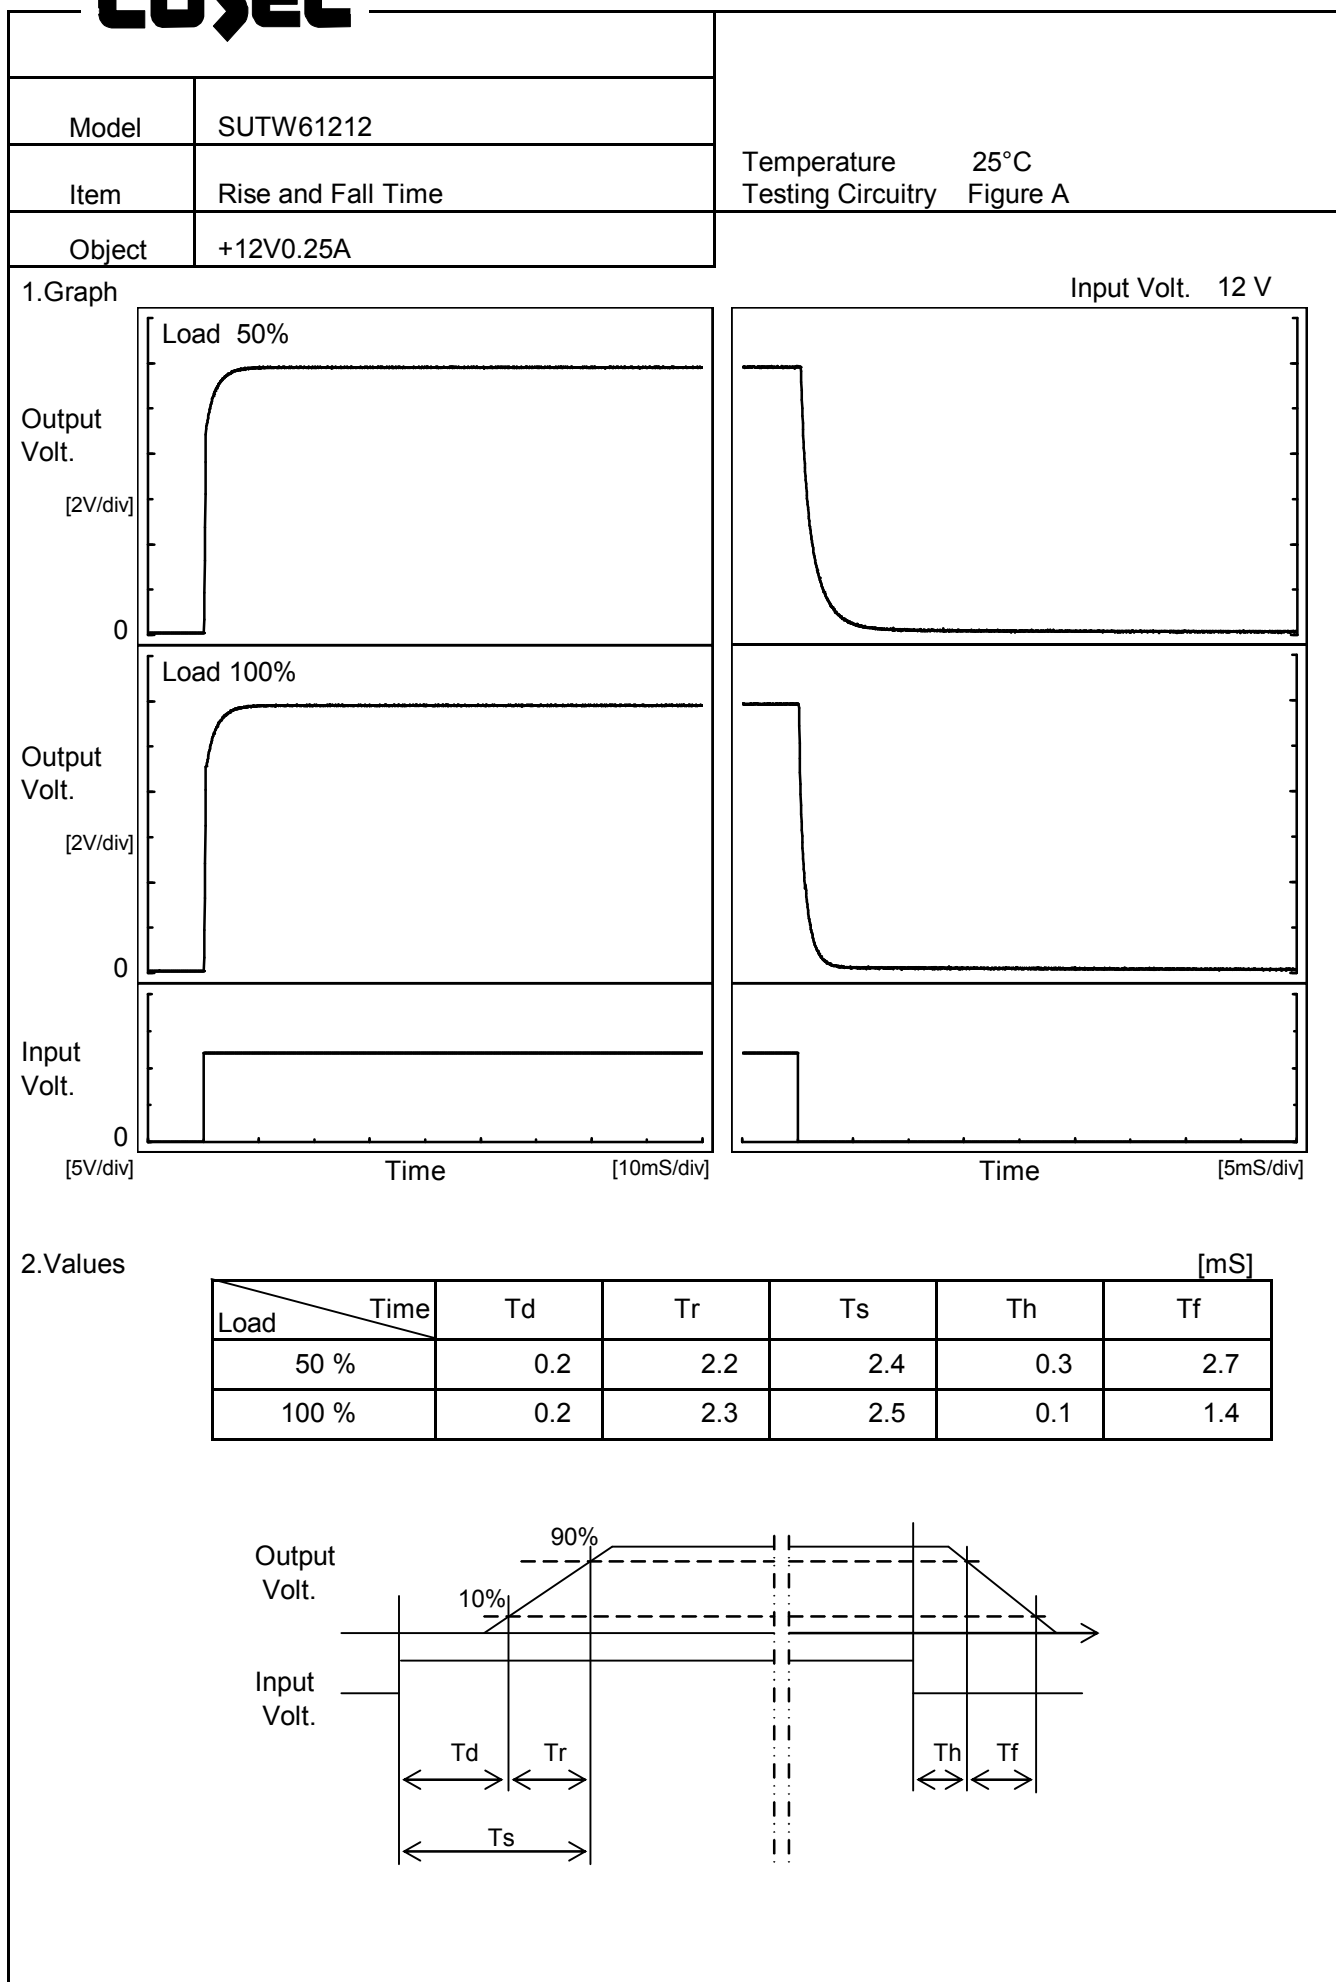 COSEL
Model SUTW61212
Item Rise and Fall Time
Temperature 25°C
Testing Circuitry Figure A
Object +12V0.25A
1.Graph
Input Volt. 12 V
Load 50%
Output
Volt.
[2V/div]
0
Load 100%
Output
Volt.
[2V/div]
0
Input
Volt.
0
[5V/div] Time [10mS/div] Time [5mS/div]
2.Values [mS]
Time Td Tr Ts Th Tf
Load
50 % 0.2 2.2 2.4 0.3 2.7
100 % 0.2 2.3 2.5 0.1 1.4
90%
Output
Volt.
10%
Input
Volt.
Td Tr Th Tf
Ts